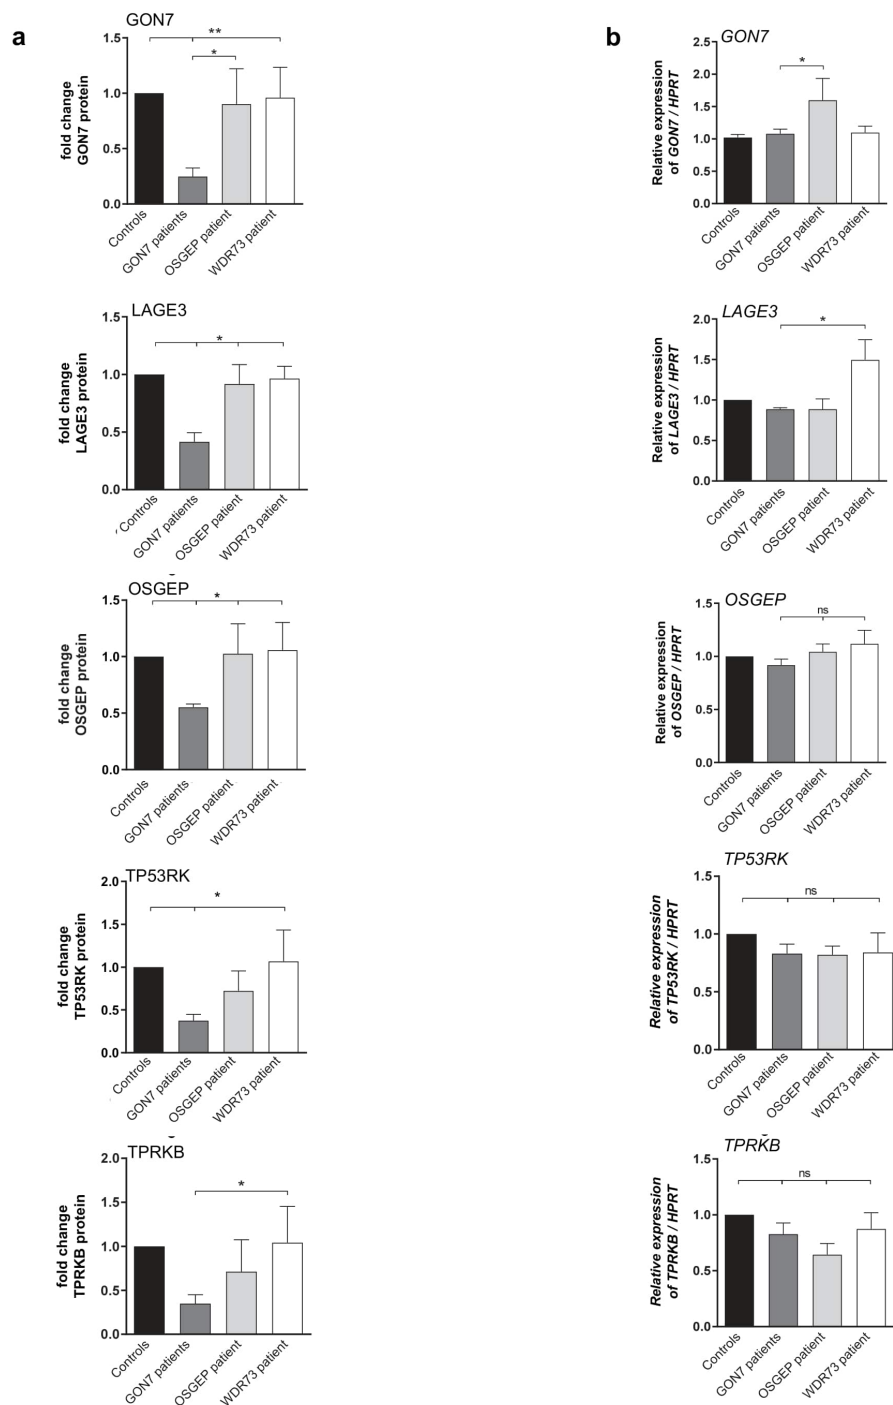 a
GON7
fold change
GON7 protein
1.5
1.0
0.5
0.0
**
*
Controls
GON7 patients
OSGEP patient
WDR73 patient
LAGE3
fold change
LAGE3 protein
1.5
1.0
0.5
0.0
*
Controls
GON7 patients
OSGEP patient
WDR73 patient
OSGEP
fold change
OSGEP protein
1.5
1.0
0.5
0.0
*
Controls
GON7 patients
OSGEP patient
WDR73 patient
TP53RK
fold change
TP53RK protein
2.0
1.5
1.0
0.5
0.0
*
Controls
GON7 patients
OSGEP patient
WDR73 patient
TPRKB
fold change
TPRKB protein
2.0
1.5
1.0
0.5
0.0
*
Controls
GON7 patients
OSGEP patient
WDR73 patient
b
GON7
Relative expression
of GON7 / HPRT
2.5
2.0
1.5
1.0
0.5
0.0
*
Controls
GON7 patients
OSGEP patient
WDR73 patient
LAGE3
Relative expression
of LAGE3 / HPRT
2.0
1.5
1.0
0.5
0.0
*
Controls
GON7 patients
OSGEP patient
WDR73 patient
OSGEP
Relative expression
of OSGEP / HPRT
1.5
1.0
0.5
0.0
ns
Controls
GON7 patients
OSGEP patient
WDR73 patient
TP53RK
Relative expression
of TP53RK / HPRT
1.5
1.0
0.5
0.0
ns
Controls
GON7 patients
OSGEP patient
WDR73 patient
TPRKB
Relative expression
of TPRKB / HPRT
1.5
1.0
0.5
0.0
ns
Controls
GON7 patients
OSGEP patient
WDR73 patient